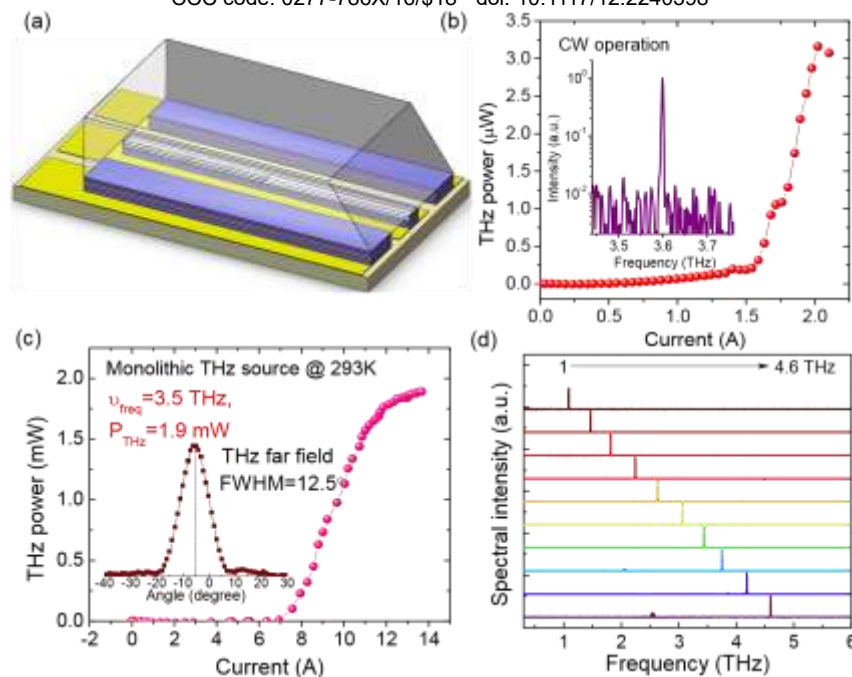 (a)
(b)
CW operation
THz power (μW)
3.5
3.0
2.5
2.0
1.5
1.0
0.5
0.0
Intensity (a.u.)
10⁰
10⁻¹
10⁻²
3.5 3.6 3.7
Frequency (THz)
0.0 0.5 1.0 1.5 2.0
Current (A)
(c)
Monolithic THz source @ 293K
υfreq=3.5 THz,
PTHz=1.9 mW
THz far field
FWHM=12.5°
THz power (mW)
2.0
1.5
1.0
0.5
0.0
-40 -30 -20 -10 0 10 20 30
Angle (degree)
-2 0 2 4 6 8 10 12 14
Current (A)
(d)
1 4.6 THz
Spectral intensity (a.u.)
1 2 3 4 5 6
Frequency (THz)